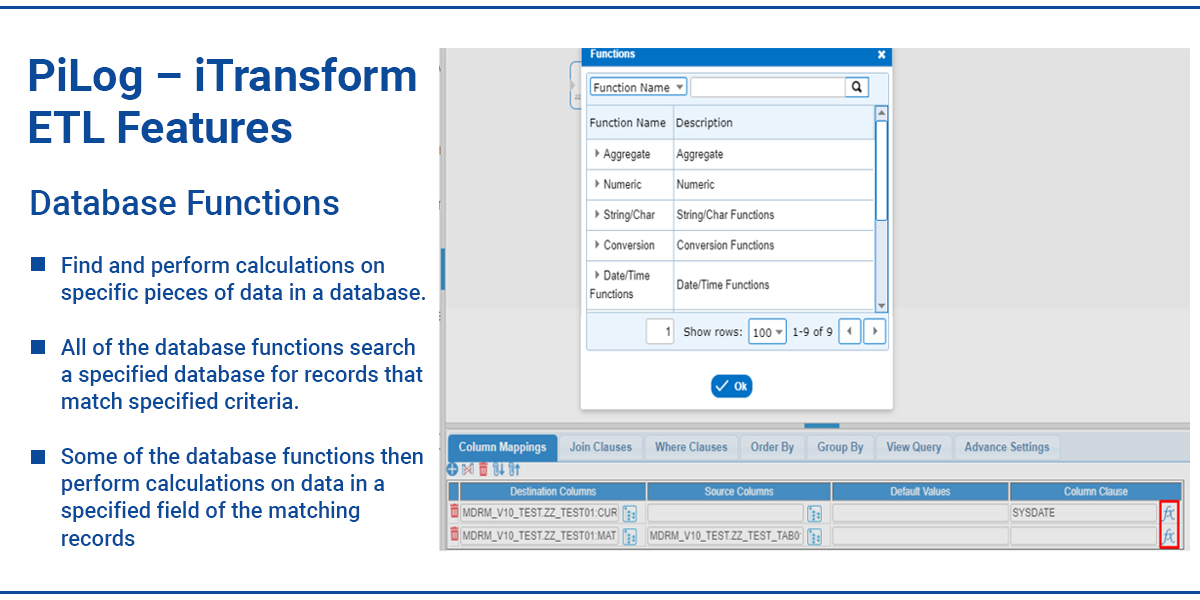 PiLog – iTransform
ETL Features
Database Functions
Find and perform calculations on
specific pieces of data in a database.
All of the database functions search
a specified database for records that
match specified criteria.
Some of the database functions then
perform calculations on data in a
specified field of the matching
records
Functions
Function Name
Function Name Description
Aggregate Aggregate
Numeric Numeric
String/Char String/Char Functions
Conversion Conversion Functions
Date/Time
Functions Date/Time Functions
1 Show rows: 100 1-9 of 9
Ok
Column Mappings Join Clauses Where Clauses Order By Group By View Query Advance Settings
Destination Columns Source Columns Default Values Column Clause
MDRM_V10_TEST.ZZ_TEST01:CUR SYSDATE fx
MDRM_V10_TEST.ZZ_TEST01:MAT MDRM_V10_TEST.ZZ_TEST_TAB0 fx